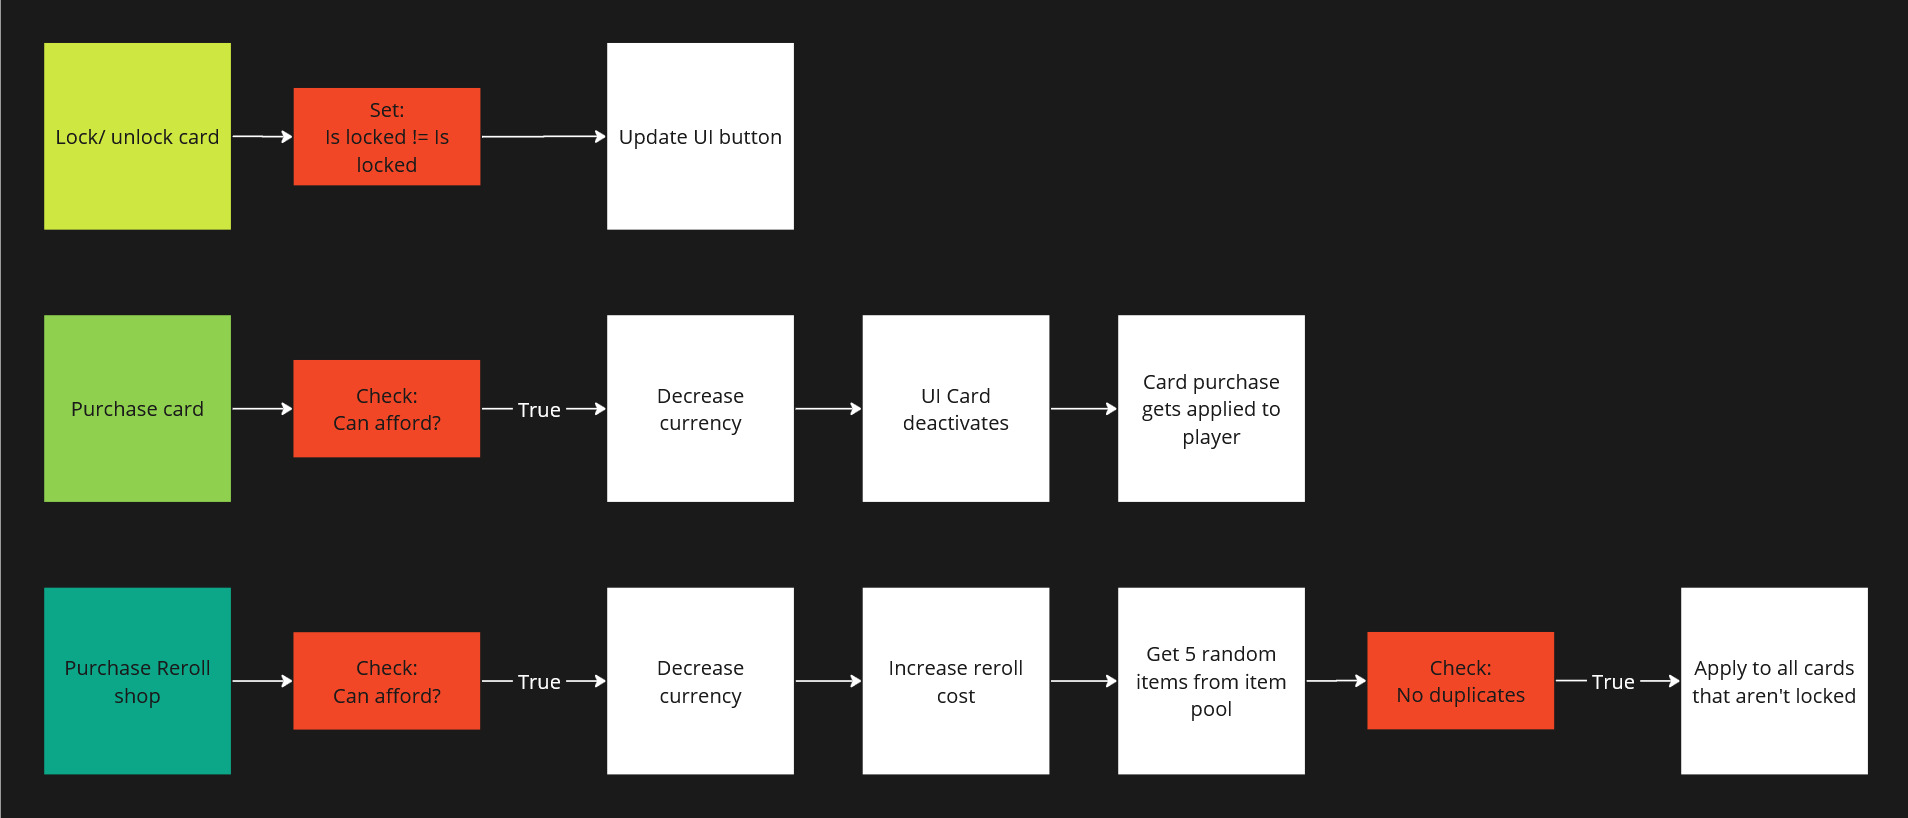 Lock/ unlock card
Set:
Is locked != Is
locked
Update UI button
Purchase card
Check:
Can afford?
True
Decrease
currency
UI Card
deactivates
Card purchase
gets applied to
player
Purchase Reroll
shop
Check:
Can afford?
True
Decrease
currency
Increase reroll
cost
Get 5 random
items from item
pool
Check:
No duplicates
True
Apply to all cards
that aren't locked